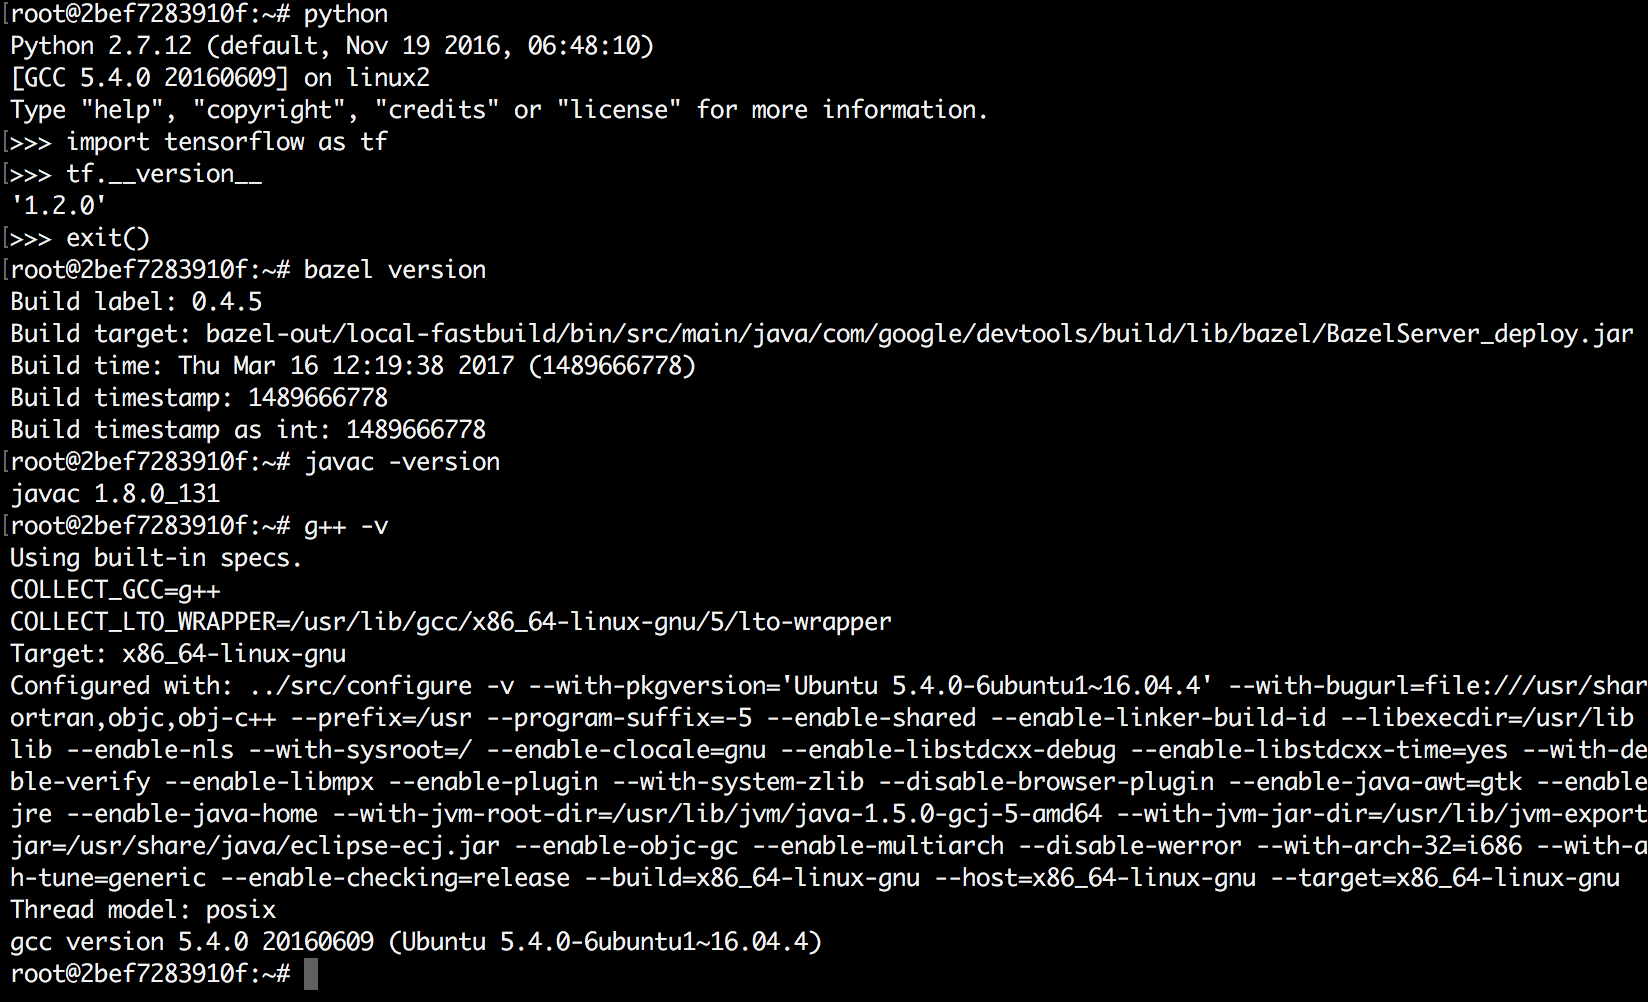 [root@2bef7283910f:~# python
Python 2.7.12 (default, Nov 19 2016, 06:48:10)
[GCC 5.4.0 20160609] on linux2
Type "help", "copyright", "credits" or "license" for more information.
[>>> import tensorflow as tf
[>>> tf.__version__
'1.2.0'
[>>> exit()
[root@2bef7283910f:~# bazel version
Build label: 0.4.5
Build target: bazel-out/local-fastbuild/bin/src/main/java/com/google/devtools/build/lib/bazel/BazelServer_deploy.jar
Build time: Thu Mar 16 12:19:38 2017 (1489666778)
Build timestamp: 1489666778
Build timestamp as int: 1489666778
[root@2bef7283910f:~# javac -version
javac 1.8.0_131
[root@2bef7283910f:~# g++ -v
Using built-in specs.
COLLECT_GCC=g++
COLLECT_LTO_WRAPPER=/usr/lib/gcc/x86_64-linux-gnu/5/lto-wrapper
Target: x86_64-linux-gnu
Configured with: ../src/configure -v --with-pkgversion='Ubuntu 5.4.0-6ubuntu1~16.04.4' --with-bugurl=file:///usr/shar
ortran,objc,obj-c++ --prefix=/usr --program-suffix=-5 --enable-shared --enable-linker-build-id --libexecdir=/usr/lib
lib --enable-nls --with-sysroot=/ --enable-clocale=gnu --enable-libstdcxx-debug --enable-libstdcxx-time=yes --with-de
ble-verify --enable-libmpx --enable-plugin --with-system-zlib --disable-browser-plugin --enable-java-awt=gtk --enable
jre --enable-java-home --with-jvm-root-dir=/usr/lib/jvm/java-1.5.0-gcj-5-amd64 --with-jvm-jar-dir=/usr/lib/jvm-export
jar=/usr/share/java/eclipse-ecj.jar --enable-objc-gc --enable-multiarch --disable-werror --with-arch-32=i686 --with-a
h-tune=generic --enable-checking=release --build=x86_64-linux-gnu --host=x86_64-linux-gnu --target=x86_64-linux-gnu
Thread model: posix
gcc version 5.4.0 20160609 (Ubuntu 5.4.0-6ubuntu1~16.04.4)
root@2bef7283910f:~#